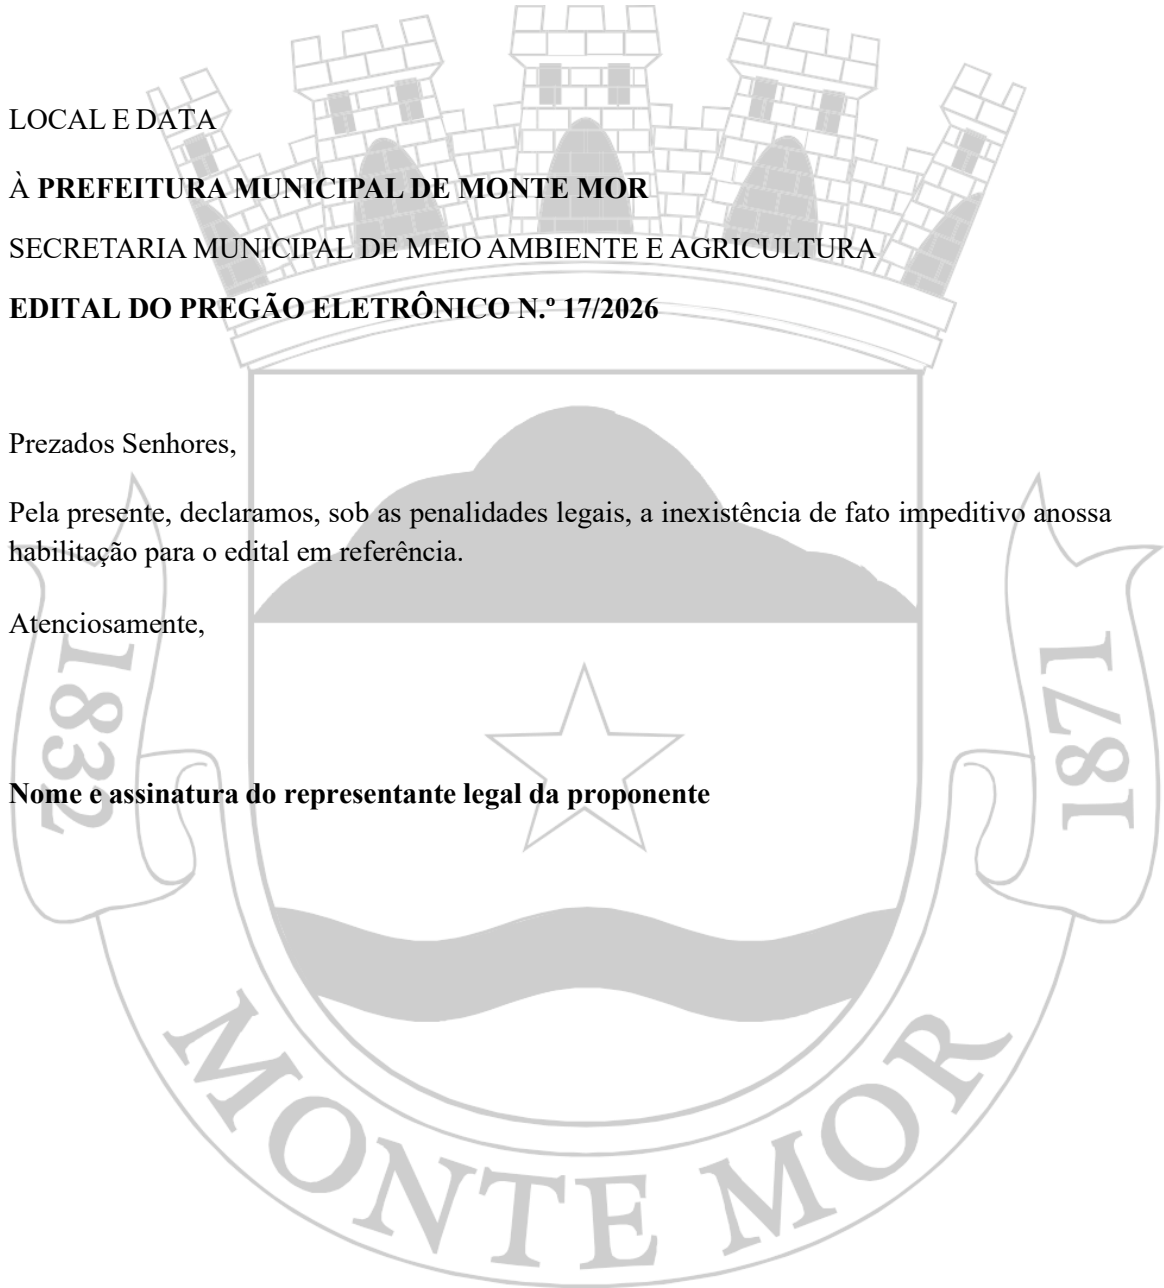 LOCAL E DATA
À PREFEITURA MUNICIPAL DE MONTE MOR
SECRETARIA MUNICIPAL DE MEIO AMBIENTE E AGRICULTURA
EDITAL DO PREGÃO ELETRÔNICO N.º 17/2026
Prezados Senhores,
Pela presente, declaramos, sob as penalidades legais, a inexistência de fato impeditivo anossa
habilitação para o edital em referência.
Atenciosamente,
Nome e assinatura do representante legal da proponente
1832
1871
MONTE MOR